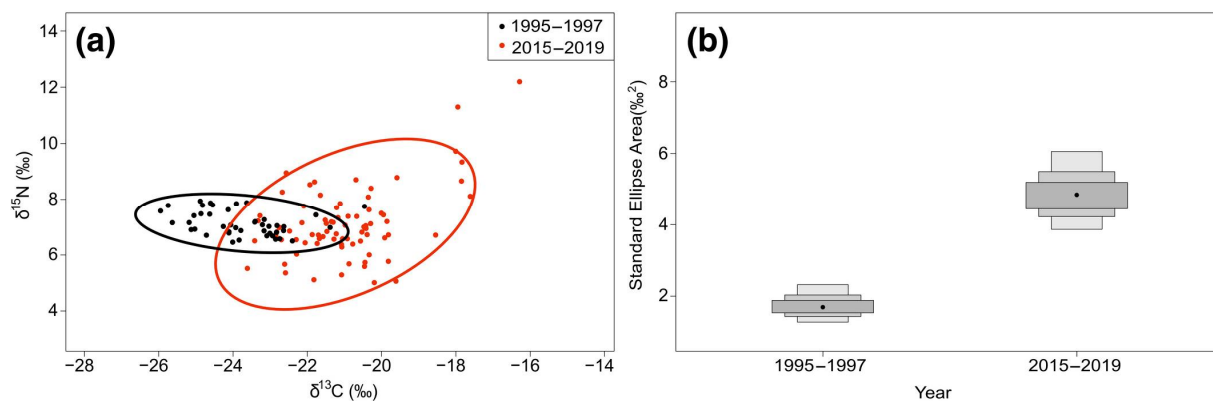 (a)
1995–1997
2015–2019
14
12
10
8
6
4
δ15N (‰)
−28 −26 −24 −22 −20 −18 −16 −14
δ13C (‰)
(b)
Standard Ellipse Area(‰2)
8
6
4
2
1995–1997 2015–2019
Year